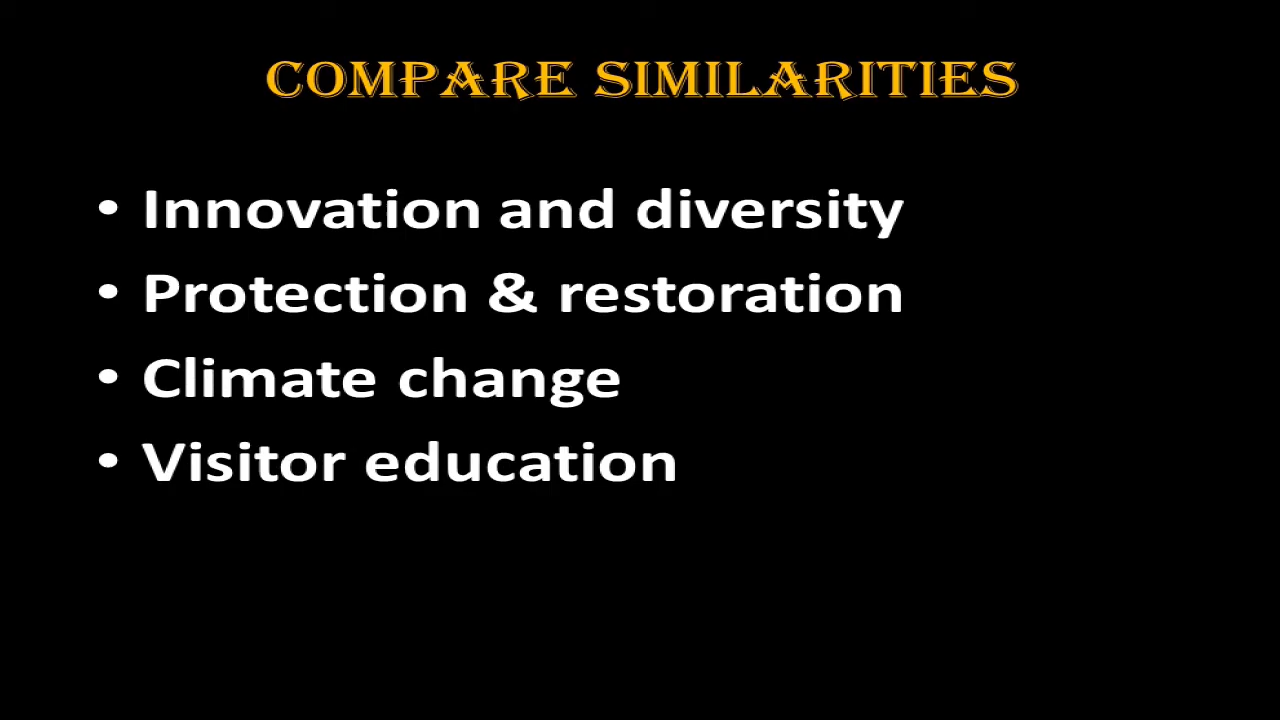 COMPARE SIMILARITIES
• Innovation and diversity
• Protection & restoration
• Climate change
• Visitor education